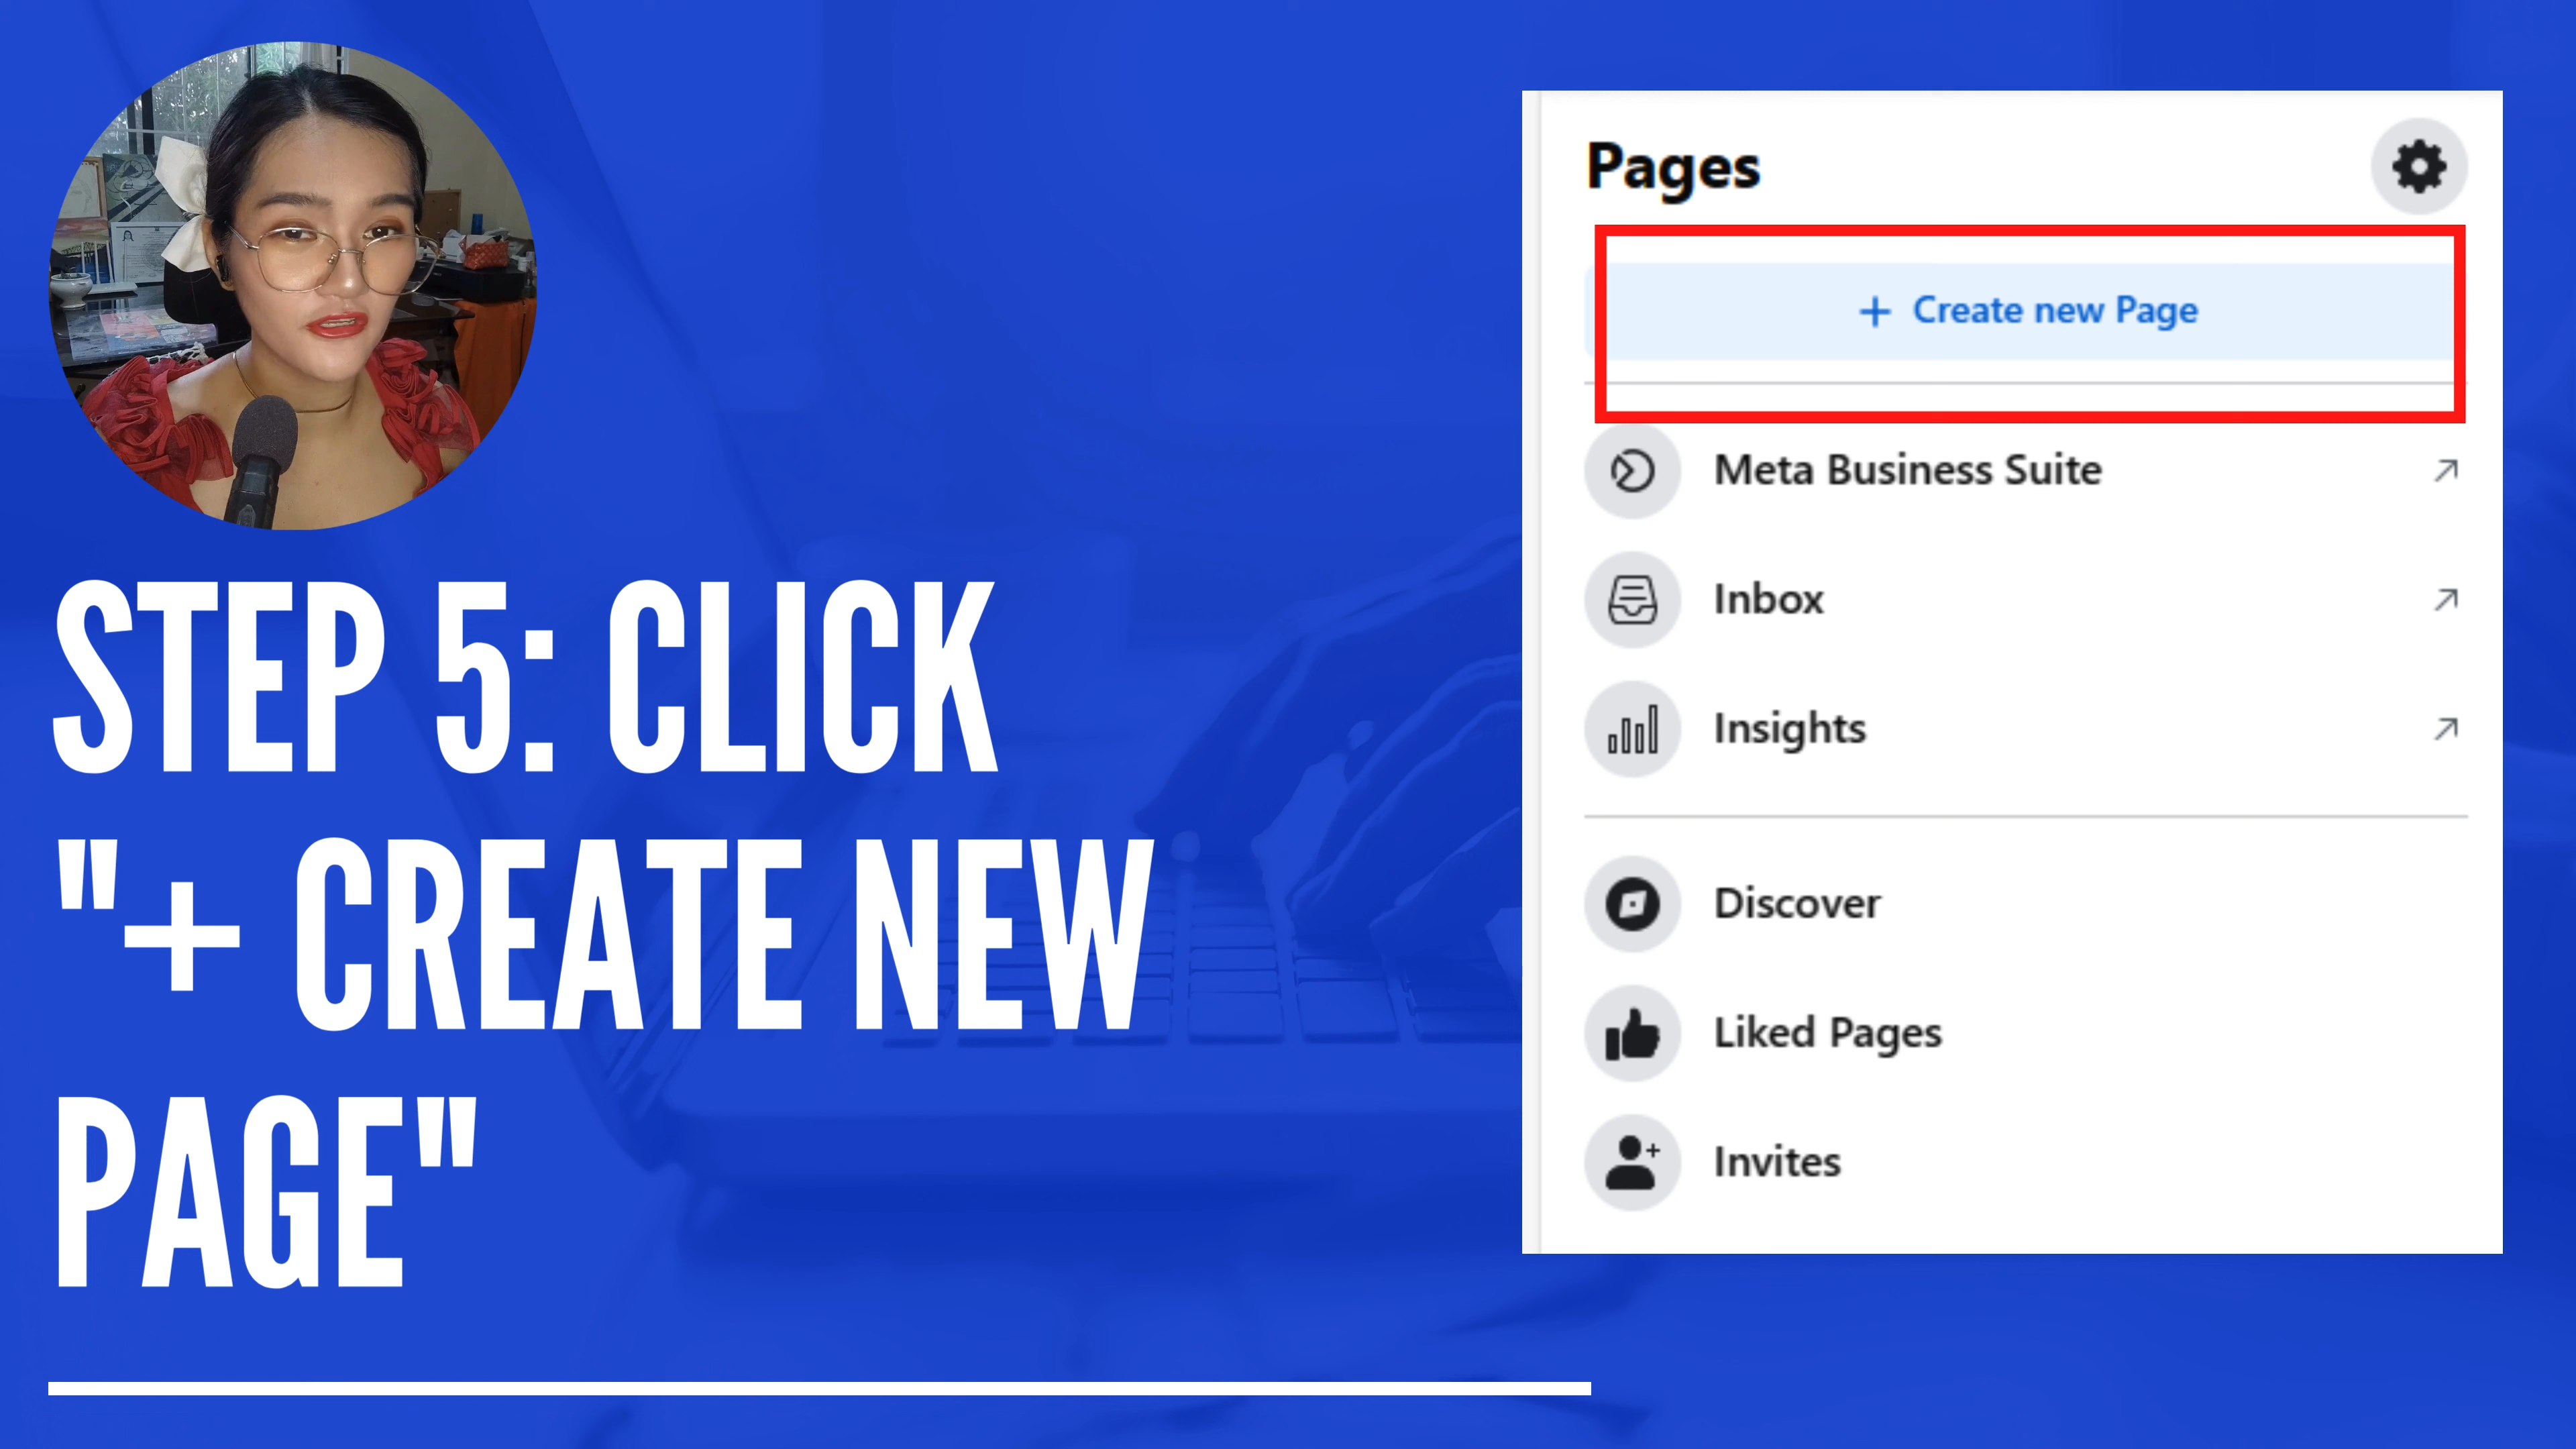 STEP 5: CLICK
"+ CREATE NEW
PAGE"
Pages
+ Create new Page
Meta Business Suite
Inbox
Insights
Discover
Liked Pages
Invites